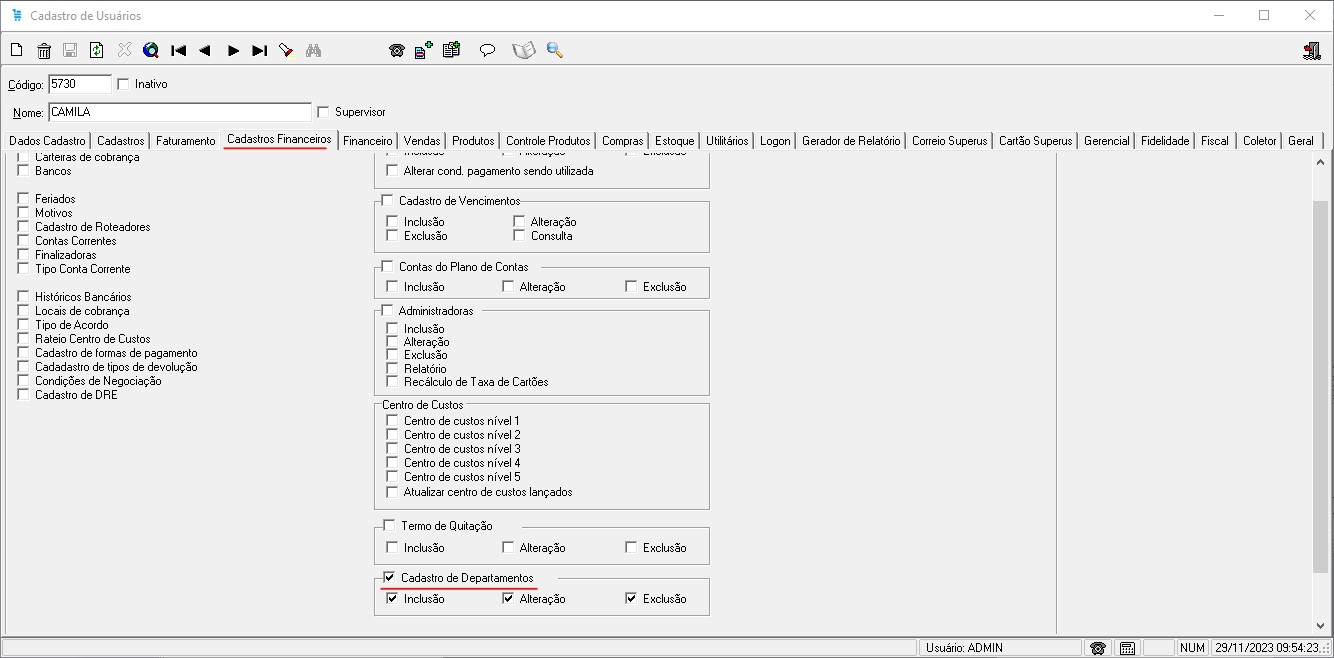 Cadastro de Usuários
Código: 5730 Inativo
Nome: CAMILA Supervisor
Dados Cadastro Cadastros Faturamento Cadastros Financeiros Financeiro Vendas Produtos Controle Produtos Compras Estoque Utilitários Logon Gerador de Relatório Correio Superus Cartão Superus Gerencial Fidelidade Fiscal Coletor Geral
Carteiras de cobrança
Bancos
Feriados
Motivos
Cadastro de Roteadores
Contas Correntes
Finalizadoras
Tipo Conta Corrente
Históricos Bancários
Locais de cobrança
Tipo de Acordo
Rateio Centro de Custos
Cadastro de formas de pagamento
Cadadastro de tipos de devolução
Condições de Negociação
Cadastro de DRE
Inclusão Alteração Exclusão
Alterar cond. pagamento sendo utilizada
Cadastro de Vencimentos
Inclusão Alteração
Exclusão Consulta
Contas do Plano de Contas
Inclusão Alteração Exclusão
Administradoras
Inclusão
Alteração
Exclusão
Relatório
Recálculo de Taxa de Cartões
Centro de Custos
Centro de custos nível 1
Centro de custos nível 2
Centro de custos nível 3
Centro de custos nível 4
Centro de custos nível 5
Atualizar centro de custos lançados
Termo de Quitação
Inclusão Alteração Exclusão
Cadastro de Departamentos
Inclusão Alteração Exclusão
Usuário: ADMIN NUM 29/11/2023 09:54:23